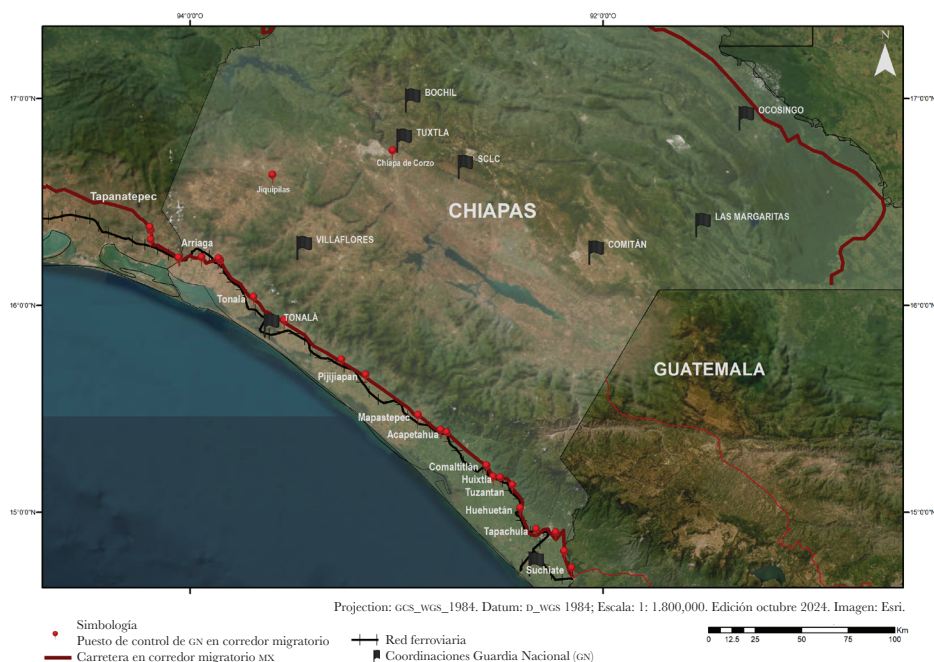 94°0'0"O
92°0'0"O
N
17°0'0"N
17°0'0"N
BOCHIL
OCOSINGO
TUXTLA
Chiapa de Corzo
SCLC
Jiquipilas
Tapanatepec
CHIAPAS
LAS MARGARITAS
Arriaga
VILLAFLORES
COMITÁN
16°0'0"N
16°0'0"N
Tonalá
TONALÁ
GUATEMALA
Pijijiapan
Mapastepec
Acapetahua
Comaltitlán
Huixtla
Tuzantan
Huehuetán
15°0'0"N
15°0'0"N
Tapachula
Suchiate
Projection: GCS_WGS_1984. Datum: D_WGS 1984; Escala: 1: 1.800,000. Edición octubre 2024. Imagen: Esri.
Simbología
Puesto de control de GN en corredor migratorio
Red ferroviaria
Carretera en corredor migratorio MX
Coordinaciones Guardia Nacional (GN)
Km
0 12.5 25 50 75 100